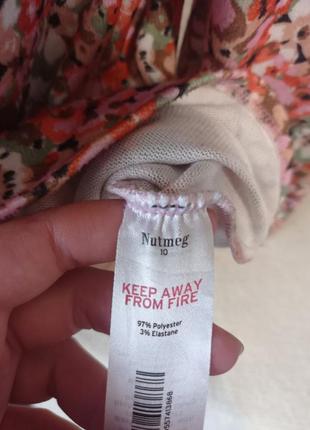 Nutmeg
10
KEEP AWAY
FROM FIRE
97% Polyester
3% Elastane